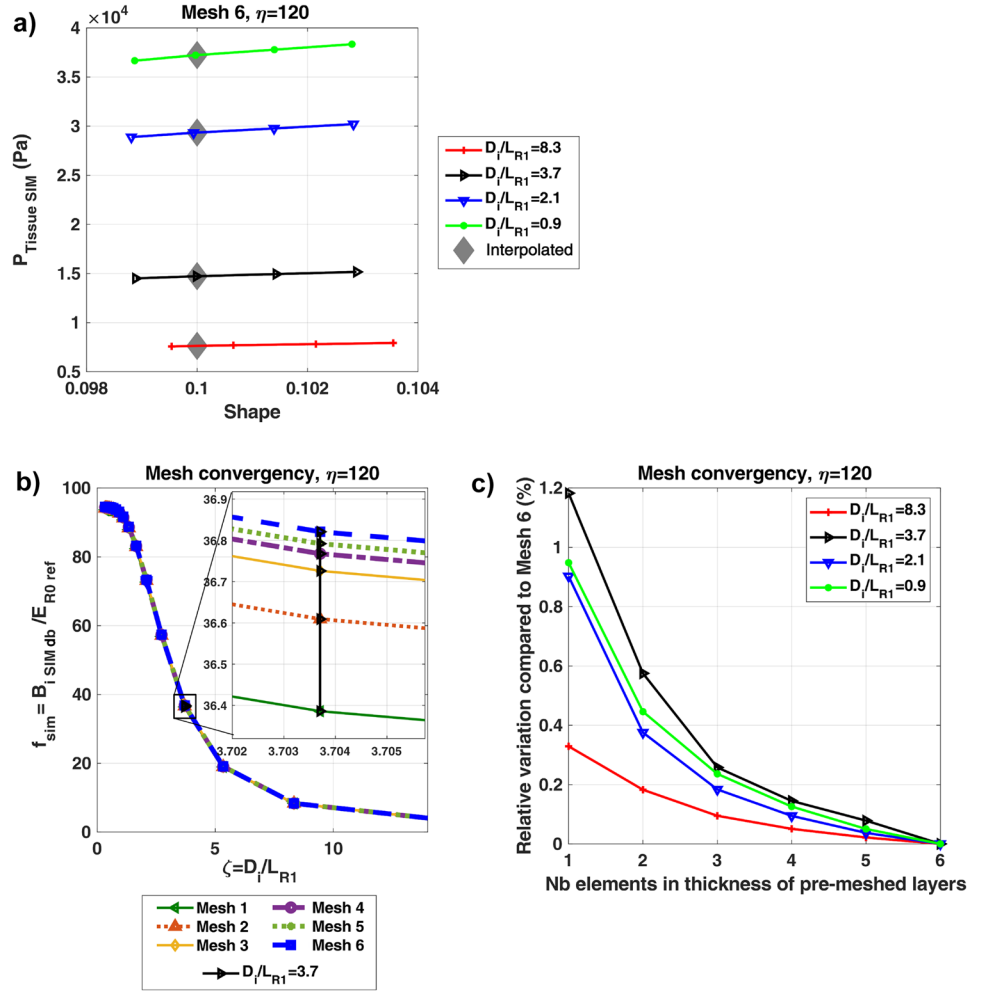 a)
Mesh 6, η=120
×10⁴
4
3.5
3
2.5
2
1.5
1
0.5
P_Tissue SIM (Pa)
0.098 0.1 0.102 0.104
Shape
D_i/L_R1=8.3
D_i/L_R1=3.7
D_i/L_R1=2.1
D_i/L_R1=0.9
Interpolated
b)
Mesh convergency, η=120
100
80
60
40
20
0
f_sim = B_i SIM db /E_R0 ref
36.9
36.8
36.7
36.6
36.5
36.4
3.702 3.703 3.704 3.705
0 5 10
ζ=D_i/L_R1
Mesh 1 Mesh 4
Mesh 2 Mesh 5
Mesh 3 Mesh 6
D_i/L_R1=3.7
c)
Mesh convergency, η=120
1.2
1
0.8
0.6
0.4
0.2
0
Relative variation compared to Mesh 6 (%)
D_i/L_R1=8.3
D_i/L_R1=3.7
D_i/L_R1=2.1
D_i/L_R1=0.9
1 2 3 4 5 6
Nb elements in thickness of pre-meshed layers